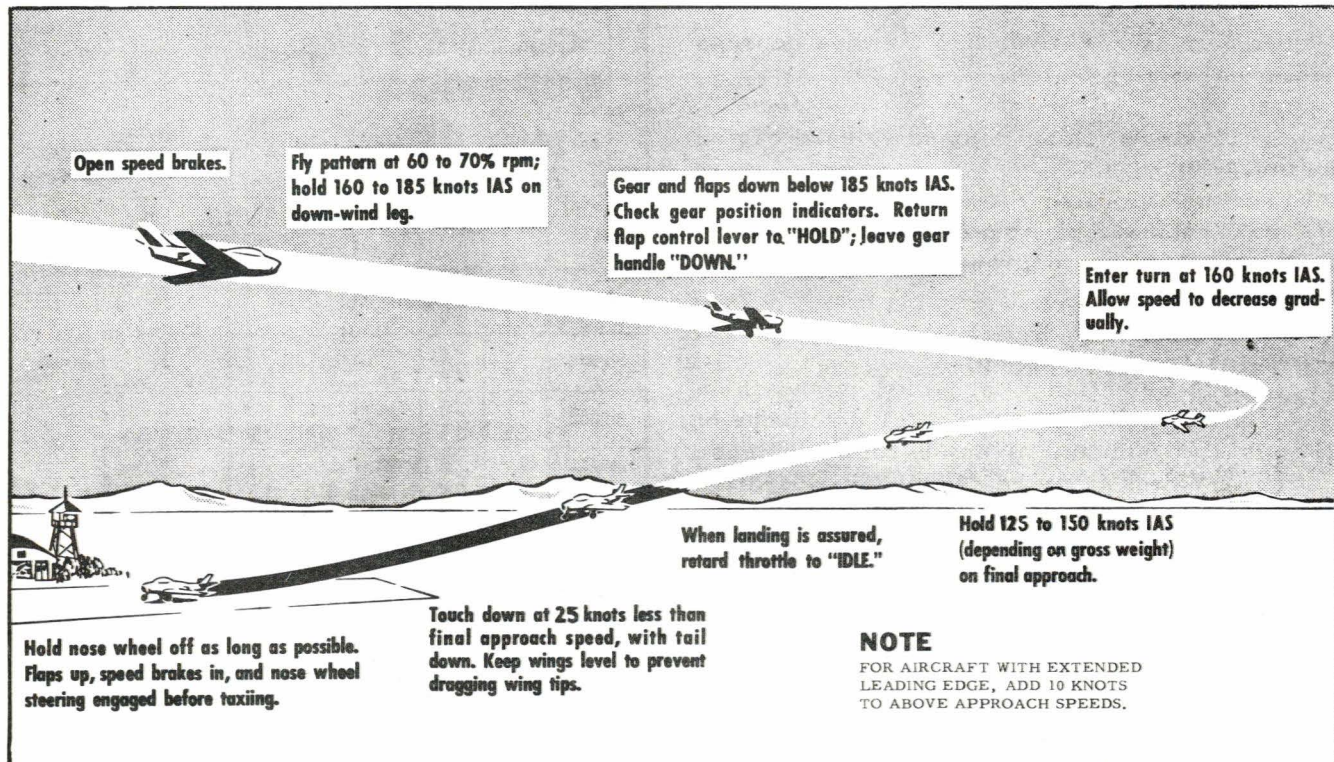 Open speed brakes.
Fly pattern at 60 to 70% rpm;
hold 160 to 185 knots IAS on
down-wind leg.
Gear and flaps down below 185 knots IAS.
Check gear position indicators. Return
flap control lever to "HOLD"; leave gear
handle "DOWN."
Enter turn at 160 knots IAS.
Allow speed to decrease grad-
ually.
Hold 125 to 150 knots IAS
(depending on gross weight)
on final approach.
When landing is assured,
retard throttle to "IDLE."
Touch down at 25 knots less than
final approach speed, with tail
down. Keep wings level to prevent
dragging wing tips.
Hold nose wheel off as long as possible.
Flaps up, speed brakes in, and nose wheel
steering engaged before taxiing.
NOTE
FOR AIRCRAFT WITH EXTENDED
LEADING EDGE, ADD 10 KNOTS
TO ABOVE APPROACH SPEEDS.